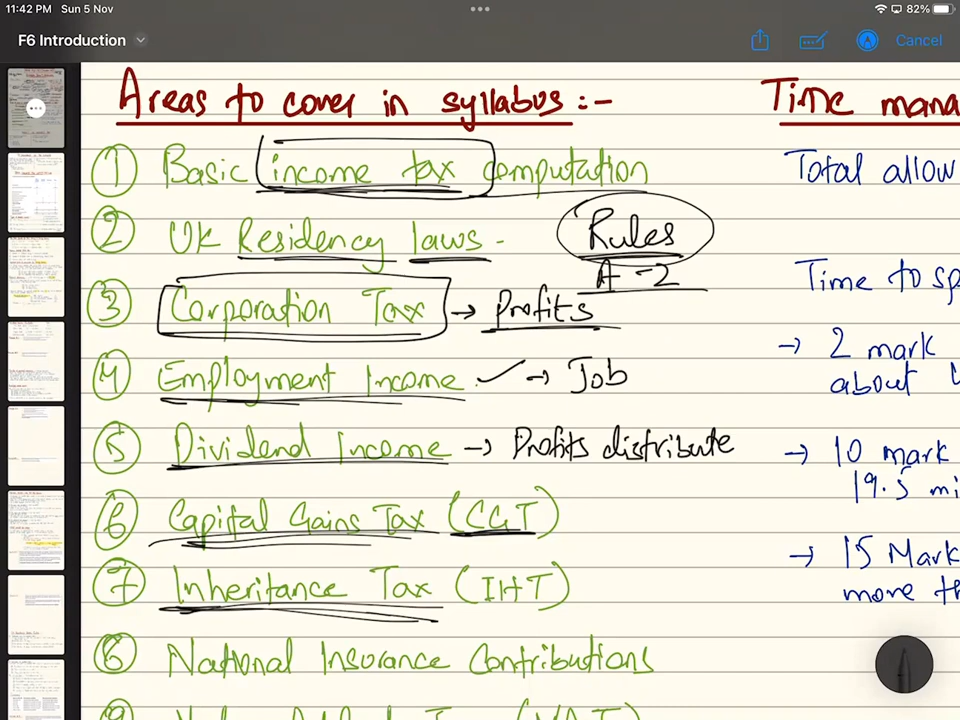 11:42 PM Sun 5 Nov
82%
F6 Introduction
Cancel
Areas to cover in syllabus :-
① Basic income tax computation
② UK Residency laws - Rules
A-2
③ Corporation Tax → Profits
④ Employment Income ✓ → Job
⑤ Dividend Income → Profits distribute
⑥ Capital Gains Tax (CGT)
⑦ Inheritance Tax (IHT)
⑧ National Insurance Contributions
Time mana
Total allow
Time to sp
→ 2 mark
about
→ 10 mark
19.5 mi
→ 15 Mark
more th